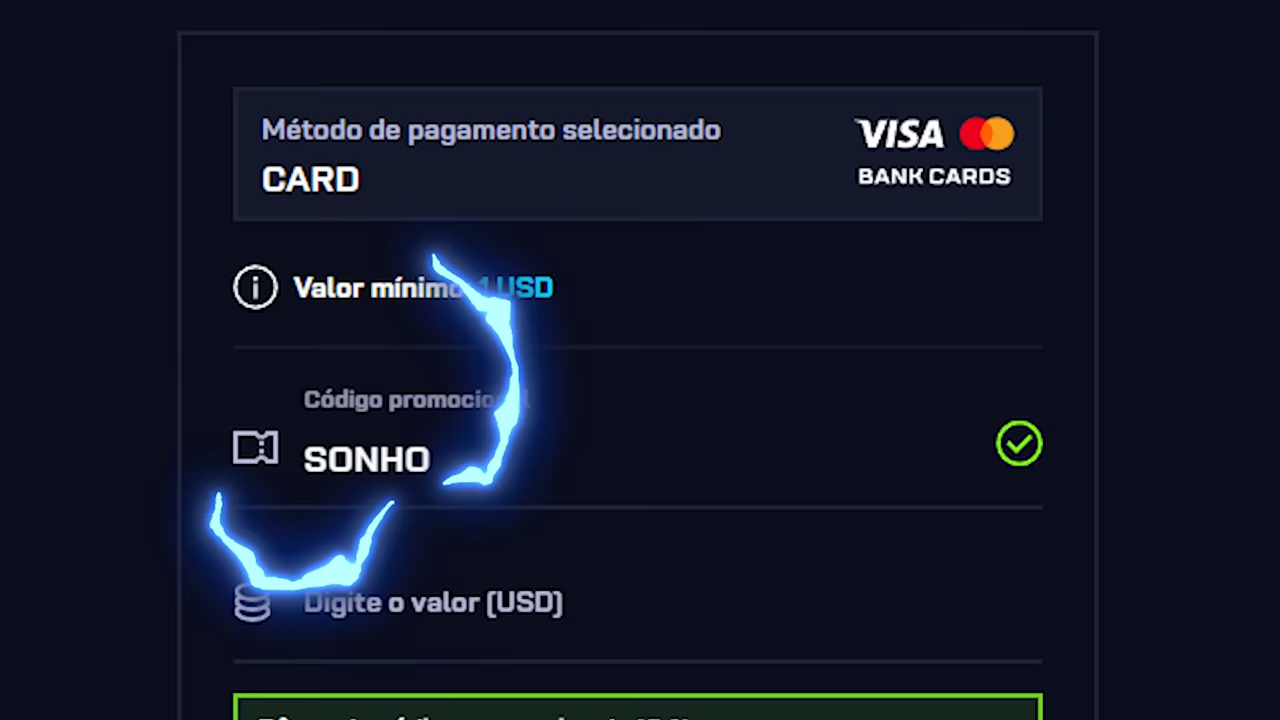 Método de pagamento selecionado
CARD
VISA
BANK CARDS
Valor mínimo 1 USD
Código promocional
SONHO
Digite o valor (USD)